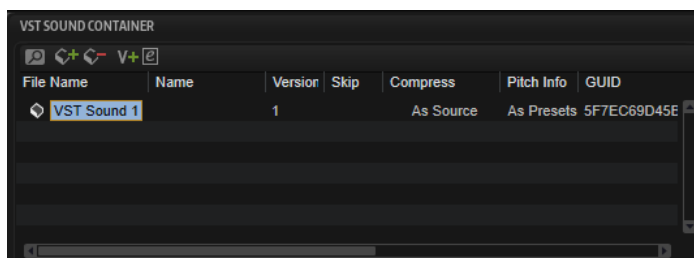 VST SOUND CONTAINER
V+ e
File Name Name Version Skip Compress Pitch Info GUID
VST Sound 1 1 As Source As Presets 5F7EC69D45E